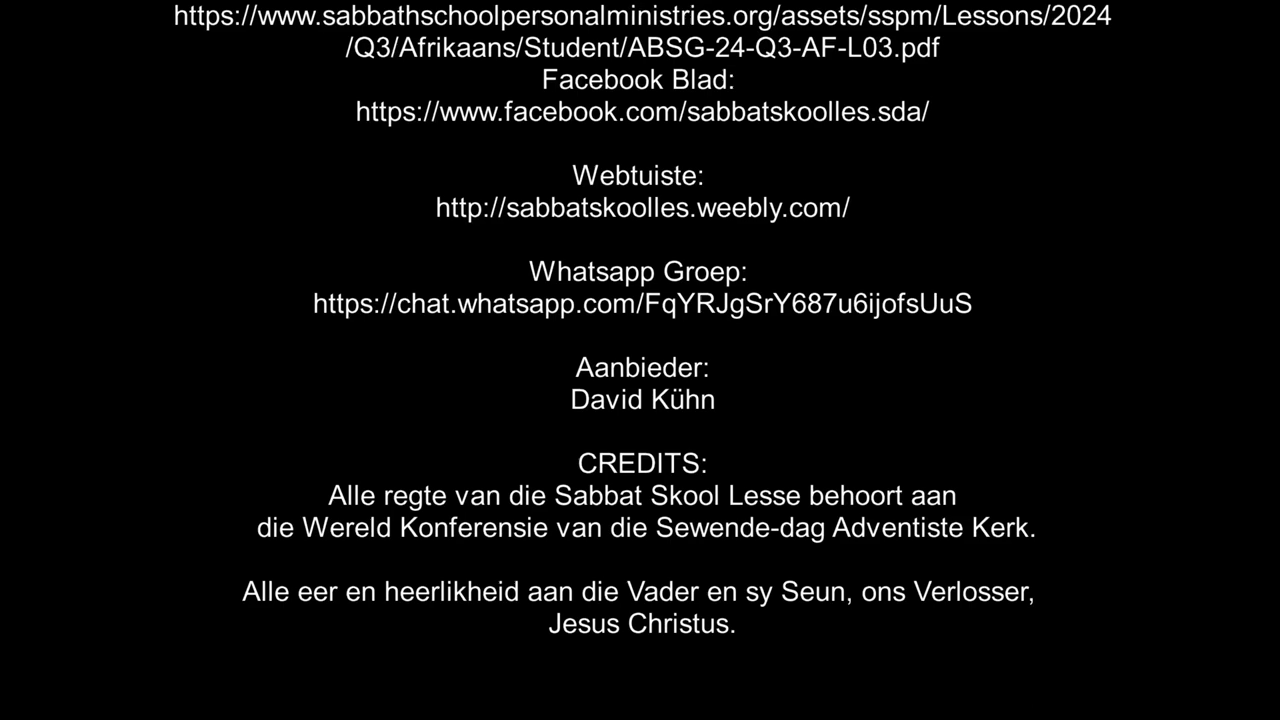 https://www.sabbathschoolpersonalministries.org/assets/sspm/Lessons/2024
/Q3/Afrikaans/Student/ABSG-24-Q3-AF-L03.pdf
Facebook Blad:
https://www.facebook.com/sabbatskoolles.sda/
Webtuiste:
http://sabbatskoolles.weebly.com/
Whatsapp Groep:
https://chat.whatsapp.com/FqYRJgSrY687u6ijofsUuS
Aanbieder:
David Kühn
CREDITS:
Alle regte van die Sabbat Skool Lesse behoort aan
die Wereld Konferensie van die Sewende-dag Adventiste Kerk.
Alle eer en heerlikheid aan die Vader en sy Seun, ons Verlosser,
Jesus Christus.